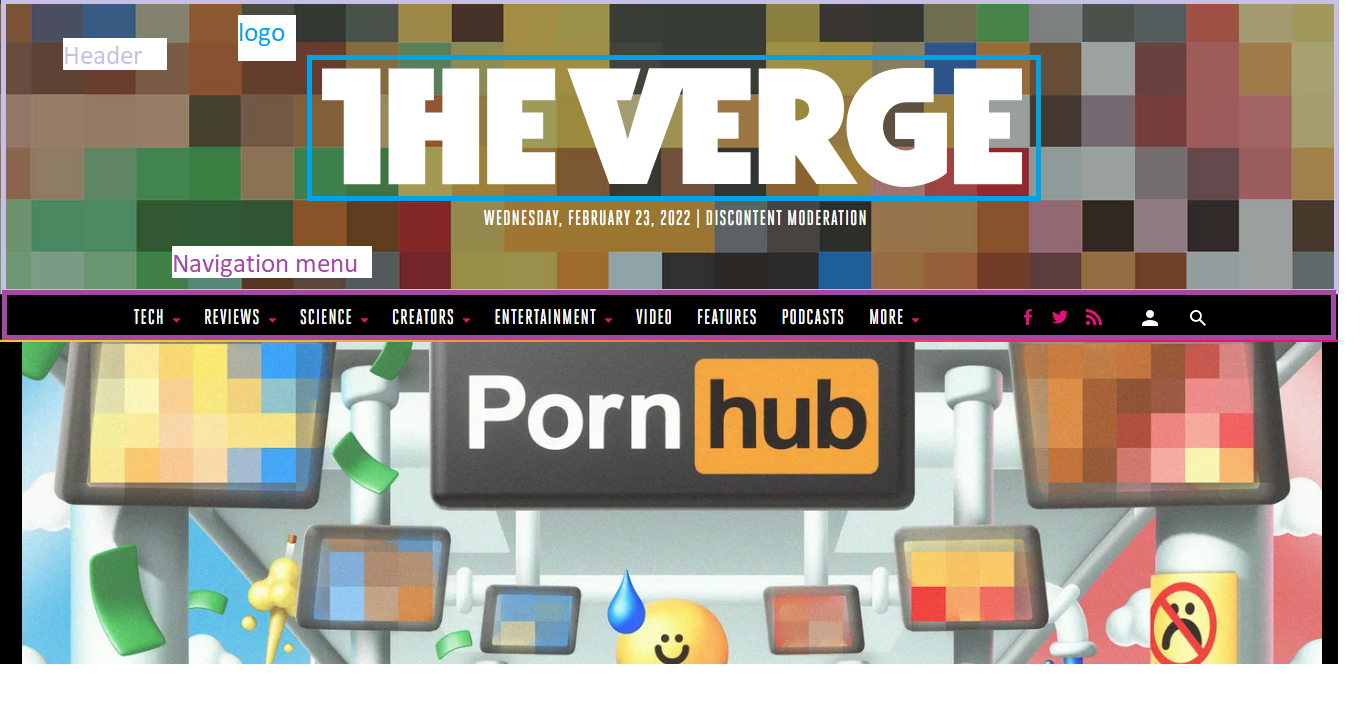 logo
Header
THE VERGE
WEDNESDAY, FEBRUARY 23, 2022 | DISCONTENT MODERATION
Navigation menu
TECH REVIEWS SCIENCE CREATORS ENTERTAINMENT VIDEO FEATURES PODCASTS MORE
Porn hub